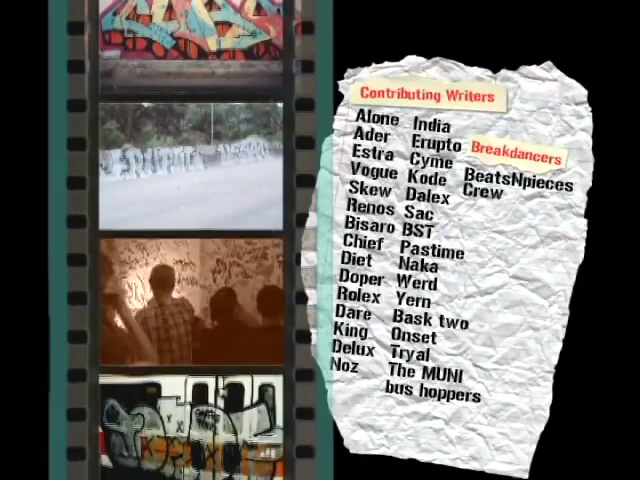 Contributing Writers
Alone
Ader
Estra
Vogue
Skew
Renos
Bisaro
Chief
Diet
Doper
Rolex
Dare
King
Delux
Noz
India
Erupto
Cyme
Kode
Dalex
Sac
BST
Pastime
Naka
Werd
Yern
Bask two
Onset
Tryal
The MUNI
bus hoppers
Breakdancers
BeatsNpieces
Crew